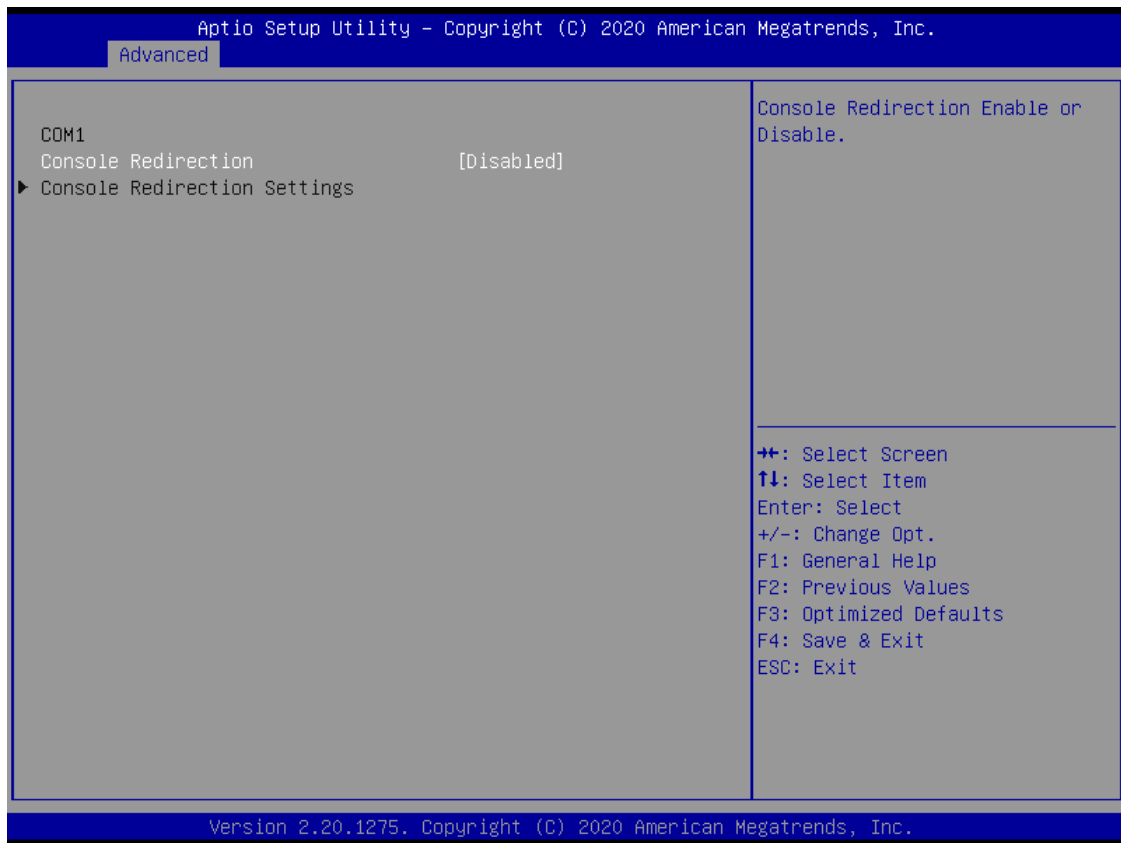 Aptio Setup Utility – Copyright (C) 2020 American Megatrends, Inc.
Advanced
COM1
Console Redirection [Disabled]
▶ Console Redirection Settings
Console Redirection Enable or
Disable.
→←: Select Screen
↑↓: Select Item
Enter: Select
+/-: Change Opt.
F1: General Help
F2: Previous Values
F3: Optimized Defaults
F4: Save & Exit
ESC: Exit
Version 2.20.1275. Copyright (C) 2020 American Megatrends, Inc.